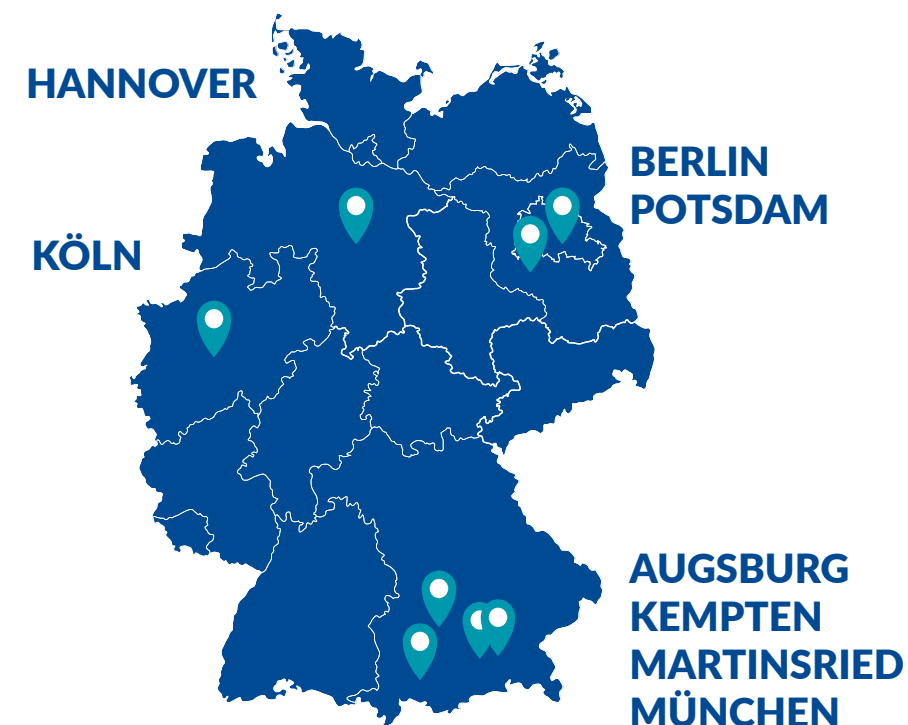 HANNOVER
BERLIN
POTSDAM
KÖLN
AUGSBURG
KEMPTEN
MARTINSRIED
MÜNCHEN